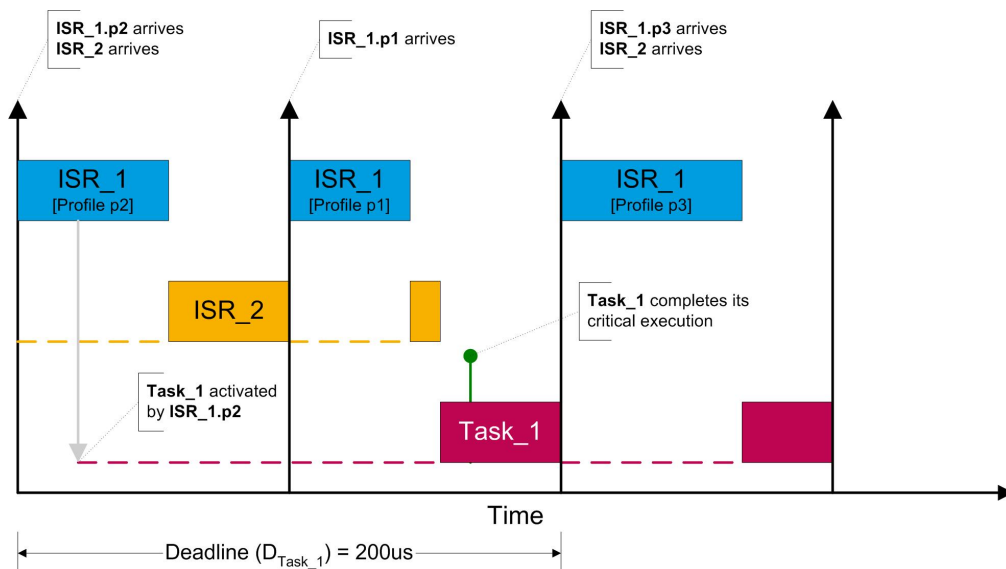 ISR_1.p2 arrives
ISR_2 arrives
ISR_1.p1 arrives
ISR_1.p3 arrives
ISR_2 arrives
ISR_1
[Profile p2]
ISR_1
[Profile p1]
ISR_1
[Profile p3]
ISR_2
Task_1 completes its
critical execution
Task_1 activated
by ISR_1.p2
Task_1
Time
Deadline (DTask_1) = 200us